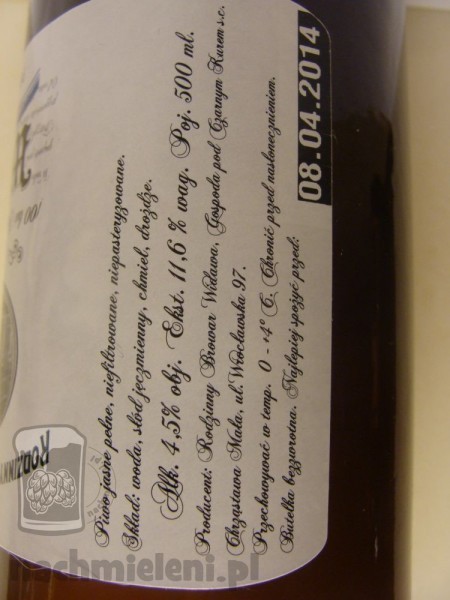 Piwo jasne pełne, niefiltrowane, niepasteryzowane.
Skład: woda, słód jęczmienny, chmiel, drożdże.
Alk. 4,5% obj. Ekst. 11,6 % wag. Poj. 500 ml.
Producent: Rodzinny Browar Widawa, Gospoda pod Czarnym Kurem s.c.
Chrząstawa Mała, ul. Wrocławska 97.
Przechowywać w temp. 0 - +4° C. Chronić przed nasłonecznieniem.
Butelka bezzwrotna. Najlepiej spożyć przed:
08.04.2014
nachmieleni.pl